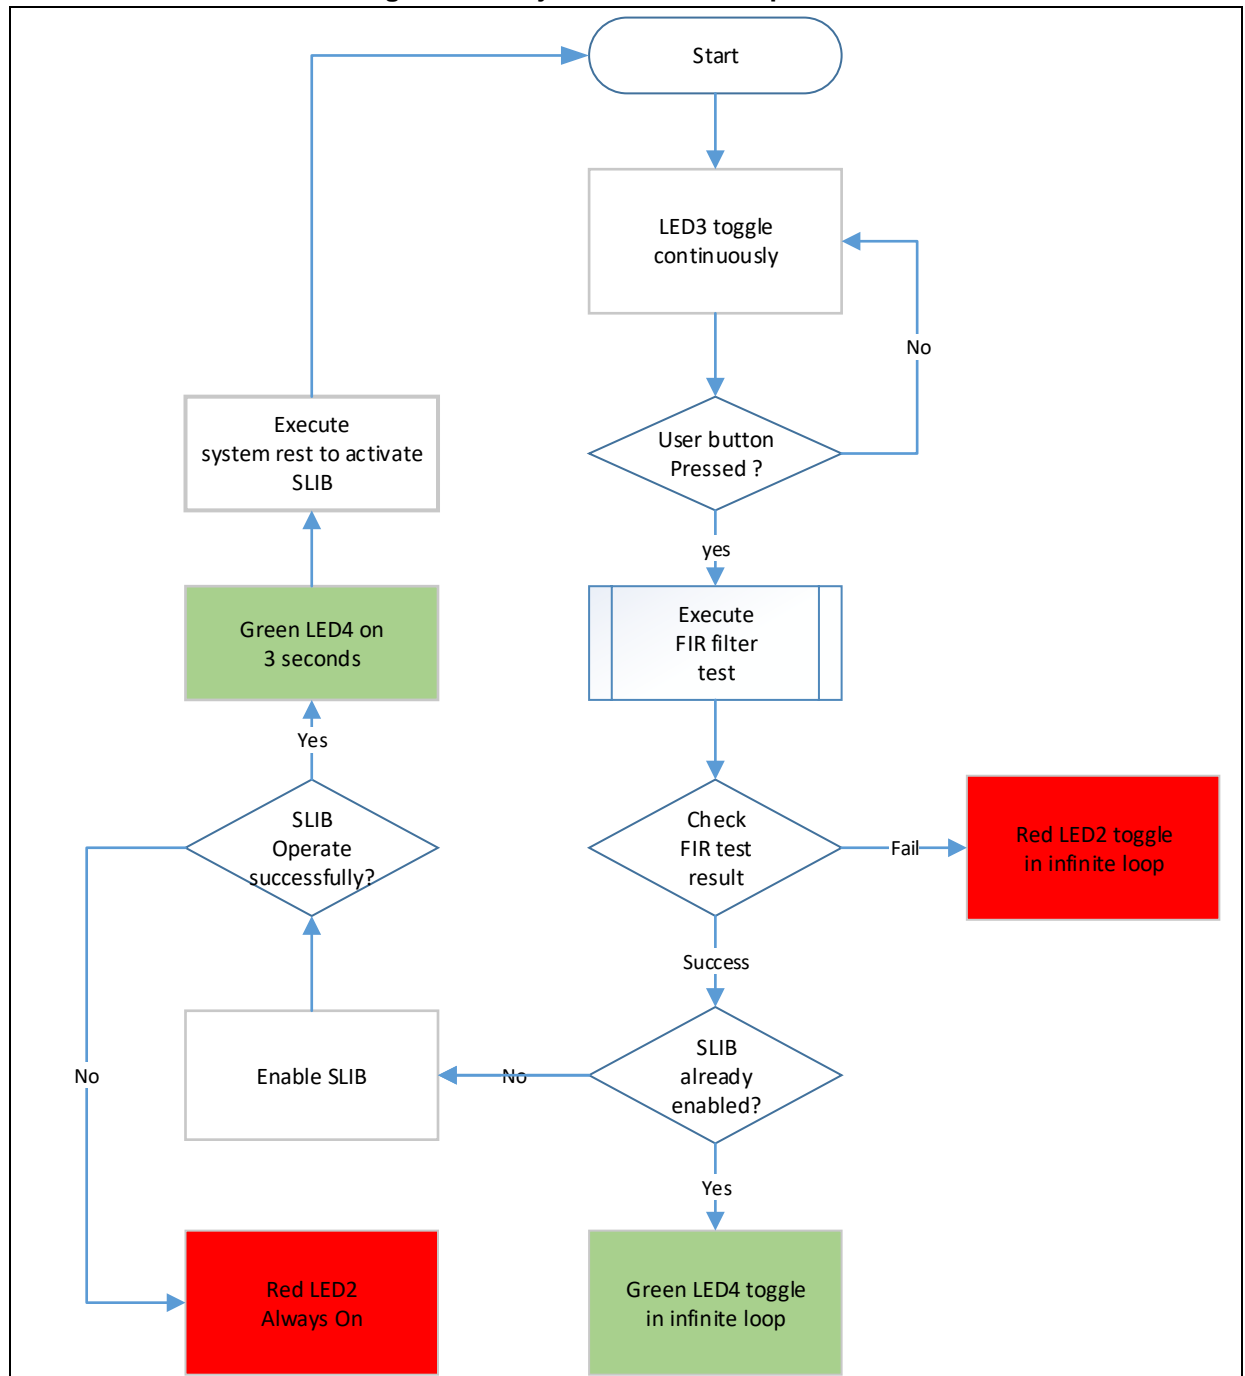 Start
LED3 toggle
continuously
No
User button
Pressed ?
yes
Execute
system rest to activate
SLIB
Green LED4 on
3 seconds
Execute
FIR filter
test
Yes
SLIB
Operate
successfully?
Check
FIR test
result
Fail
Red LED2 toggle
in infinite loop
Success
No
Enable SLIB
No
SLIB
already
enabled?
Yes
Red LED2
Always On
Green LED4 toggle
in infinite loop